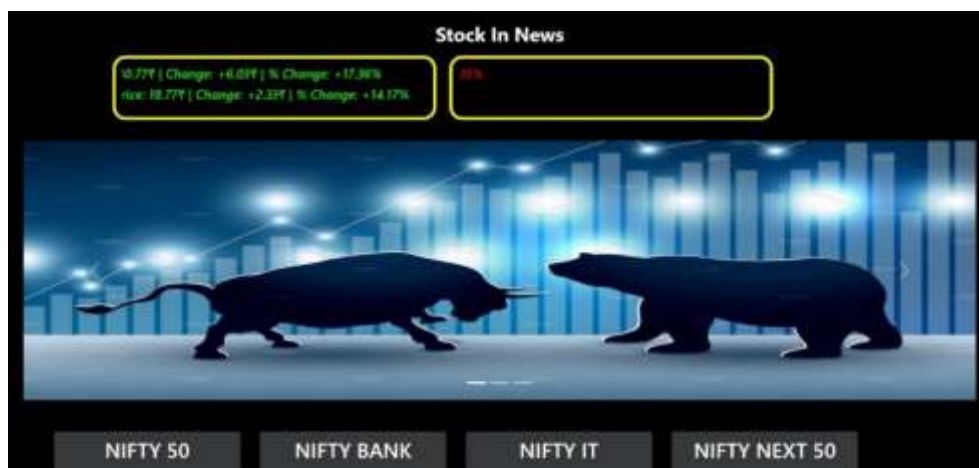 Stock In News
0.77₹ | Change: +6.03₹ | % Change: +17.36%
rice: 18.77₹ | Change: +2.33₹ | % Change: +14.17%
NIFTY 50
NIFTY BANK
NIFTY IT
NIFTY NEXT 50